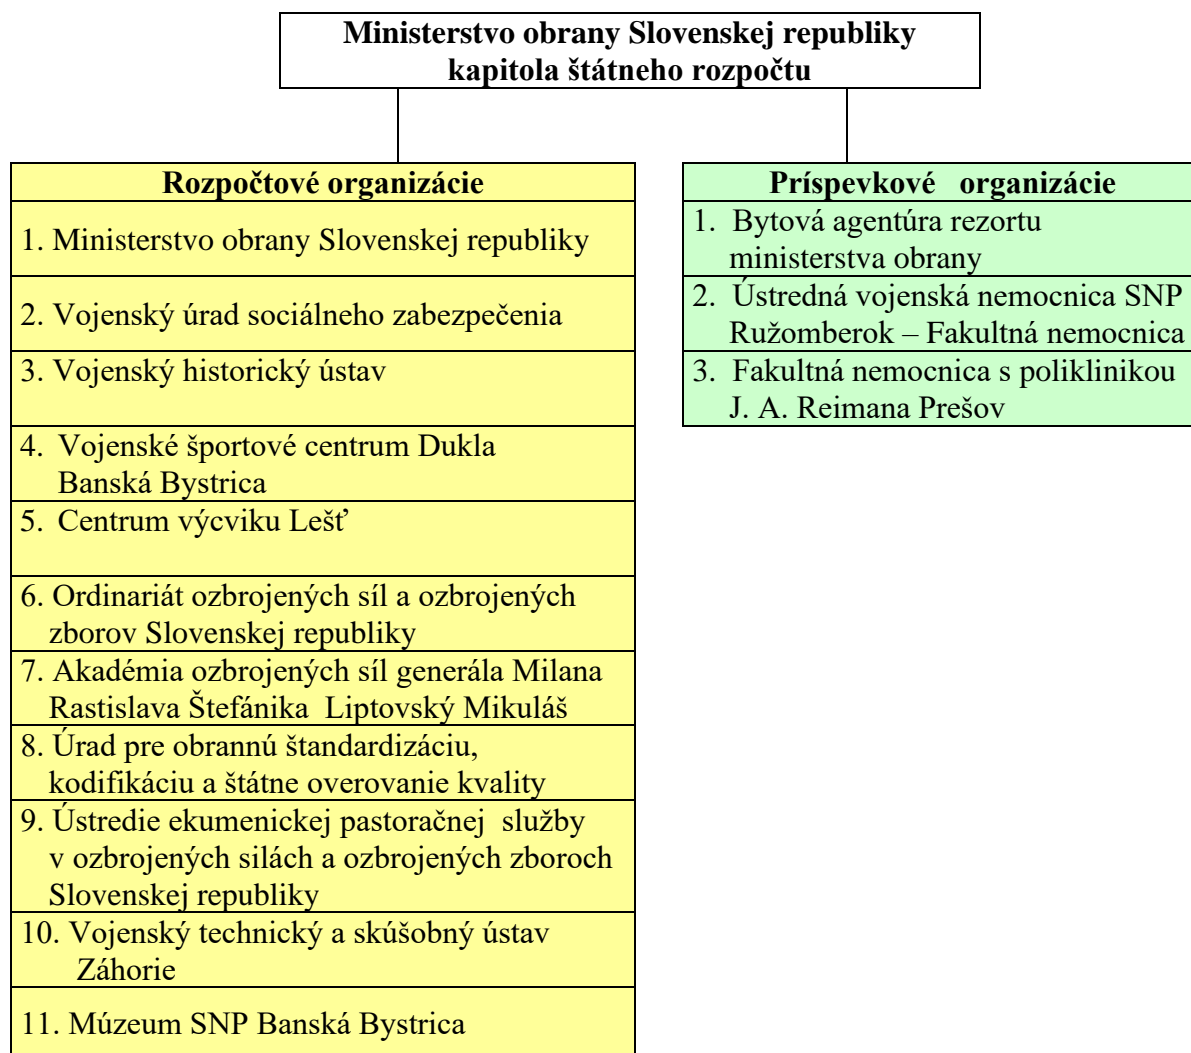 Ministerstvo obrany Slovenskej republiky
kapitola štátneho rozpočtu
Rozpočtové organizácie
1. Ministerstvo obrany Slovenskej republiky
2. Vojenský úrad sociálneho zabezpečenia
3. Vojenský historický ústav
4. Vojenské športové centrum Dukla
Banská Bystrica
5. Centrum výcviku Lešť
6. Ordinariát ozbrojených síl a ozbrojených
zborov Slovenskej republiky
7. Akadémia ozbrojených síl generála Milana
Rastislava Štefánika Liptovský Mikuláš
8. Úrad pre obrannú štandardizáciu,
kodifikáciu a štátne overovanie kvality
9. Ústredie ekumenickej pastoračnej služby
v ozbrojených silách a ozbrojených zboroch
Slovenskej republiky
10. Vojenský technický a skúšobný ústav
Záhorie
11. Múzeum SNP Banská Bystrica
Príspevkové organizácie
1. Bytová agentúra rezortu
ministerstva obrany
2. Ústredná vojenská nemocnica SNP
Ružomberok – Fakultná nemocnica
3. Fakultná nemocnica s poliklinikou
J. A. Reimana Prešov